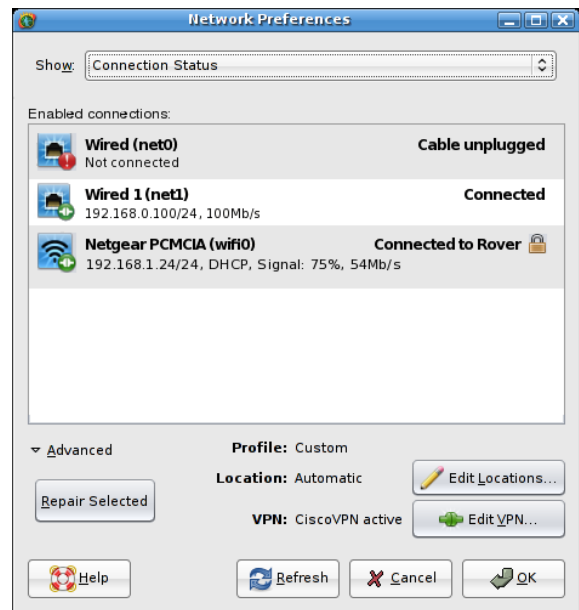 Network Preferences
Show: Connection Status
Enabled connections:
Wired (net0) Cable unplugged
Not connected
Wired 1 (net1) Connected
192.168.0.100/24, 100Mb/s
Netgear PCMCIA (wifi0) Connected to Rover
192.168.1.24/24, DHCP, Signal: 75%, 54Mb/s
Advanced Profile: Custom
Location: Automatic Edit Locations...
Repair Selected
VPN: CiscoVPN active Edit VPN...
Help Refresh Cancel OK